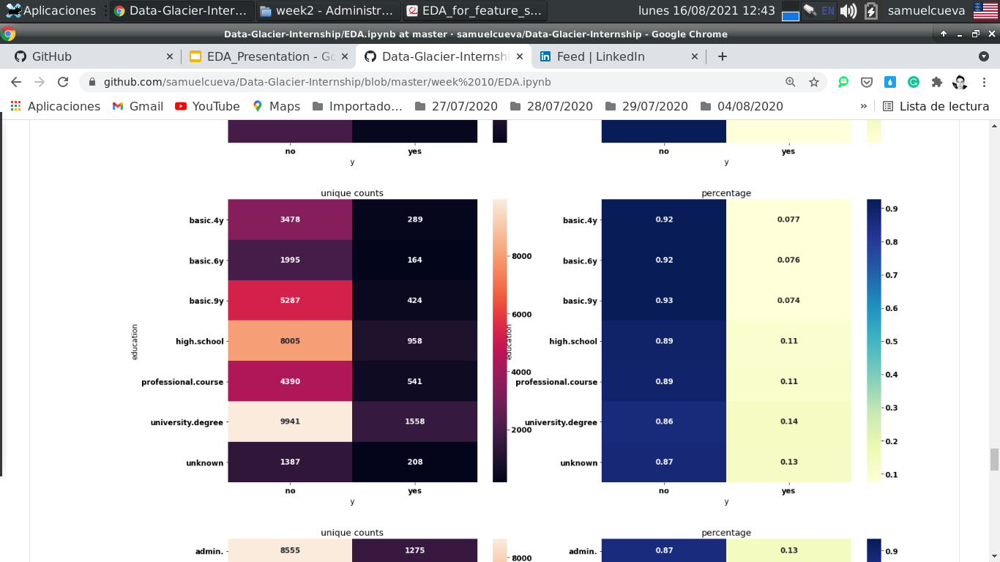 Aplicaciones Data-Glacier-Inter... week2 - Administr... EDA_for_feature_s... lunes 16/08/2021 12:43 EN samuelcueva
Data-Glacier-Internship/EDA.ipynb at master · samuelcueva/Data-Glacier-Internship - Google Chrome
GitHub EDA_Presentation - Go Data-Glacier-Internshi Feed | LinkedIn
github.com/samuelcueva/Data-Glacier-Internship/blob/master/week%2010/EDA.ipynb
Aplicaciones Gmail YouTube Maps Importado... 27/07/2020 28/07/2020 29/07/2020 04/08/2020 » Lista de lectura
no yes no yes
y y
unique counts percentage
basic.4y 3478 289 basic.4y 0.92 0.077 0.9
0.8
8000
basic.6y 1995 164 basic.6y 0.92 0.076
0.7
basic.9y 5287 424 basic.9y 0.93 0.074
6000 0.6
education high.school 8005 958 education high.school 0.89 0.11
0.5
4000 0.4
professional.course 4390 541 professional.course 0.89 0.11
0.3
university.degree 9941 1558 university.degree 0.86 0.14
2000 0.2
unknown 1387 208 unknown 0.87 0.13
0.1
no yes no yes
y y
unique counts percentage
admin. 8555 1275 admin. 0.87 0.13 0.9
8000